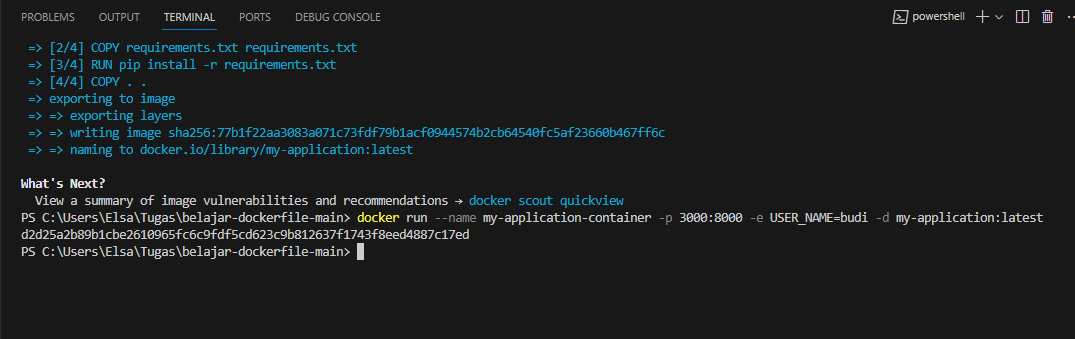 PROBLEMS OUTPUT TERMINAL PORTS DEBUG CONSOLE powershell
=> [2/4] COPY requirements.txt requirements.txt
=> [3/4] RUN pip install -r requirements.txt
=> [4/4] COPY . .
=> exporting to image
=> => exporting layers
=> => writing image sha256:77b1f22aa3083a071c73fdf79b1acf0944574b2cb64540fc5af23660b467ff6c
=> => naming to docker.io/library/my-application:latest
What's Next?
View a summary of image vulnerabilities and recommendations → docker scout quickview
PS C:\Users\Elsa\Tugas\belajar-dockerfile-main> docker run --name my-application-container -p 3000:8000 -e USER_NAME=budi -d my-application:latest
d2d25a2b89b1cbe2610965fc6c9fdf5cd623c9b812637f1743f8eed4887c17ed
PS C:\Users\Elsa\Tugas\belajar-dockerfile-main>